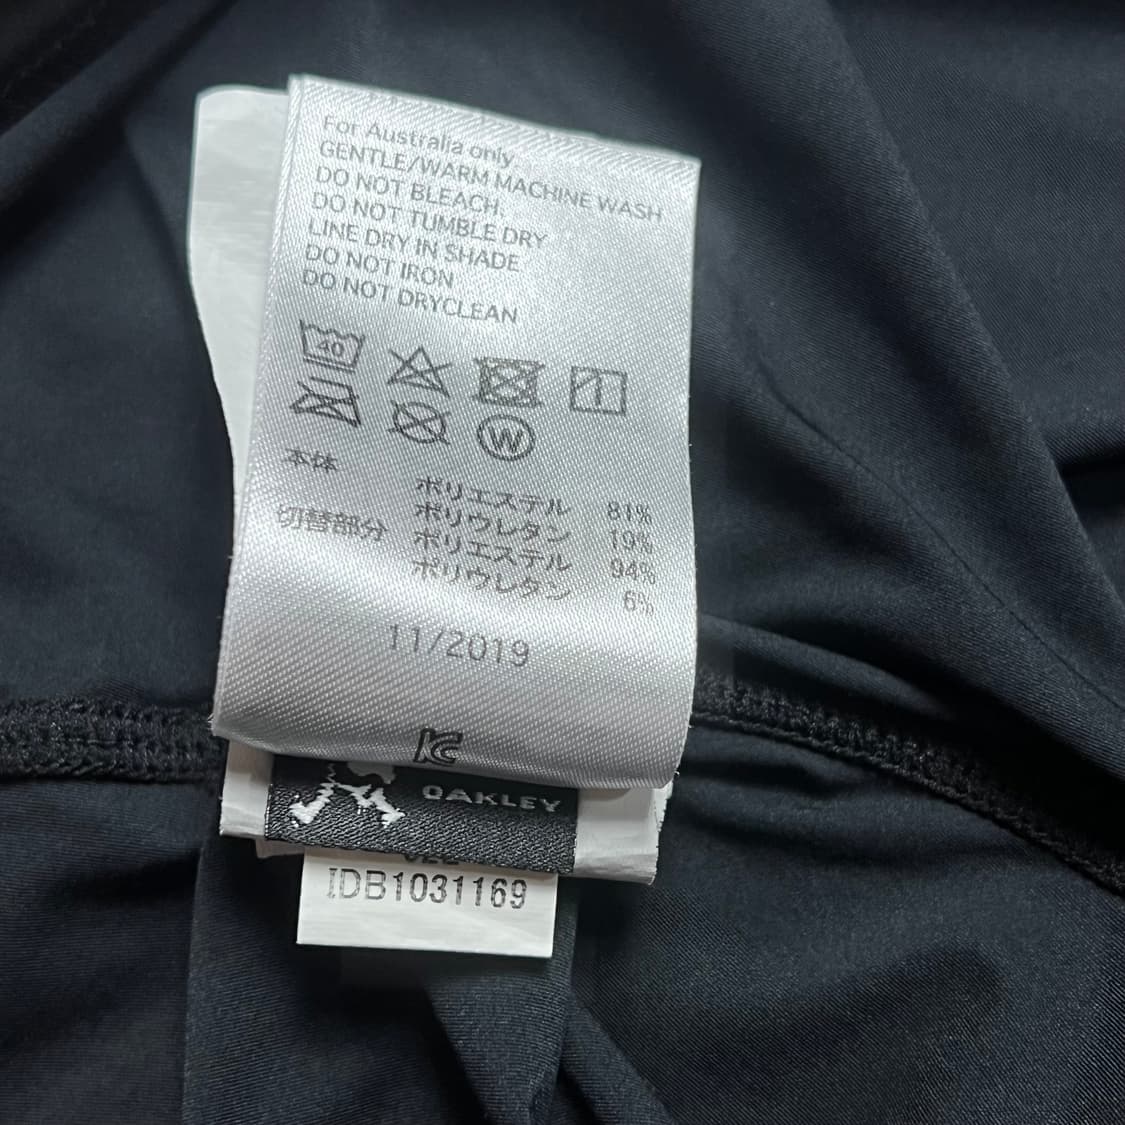 For Australia only
GENTLE/WARM MACHINE WASH
DO NOT BLEACH.
DO NOT TUMBLE DRY
LINE DRY IN SHADE
DO NOT IRON
DO NOT DRYCLEAN
40
W
本体 ポリエステル 81%
ポリウレタン 19%
切替部分 ポリエステル 94%
ポリウレタン 6%
11/2019
OAKLEY
IDB1031169